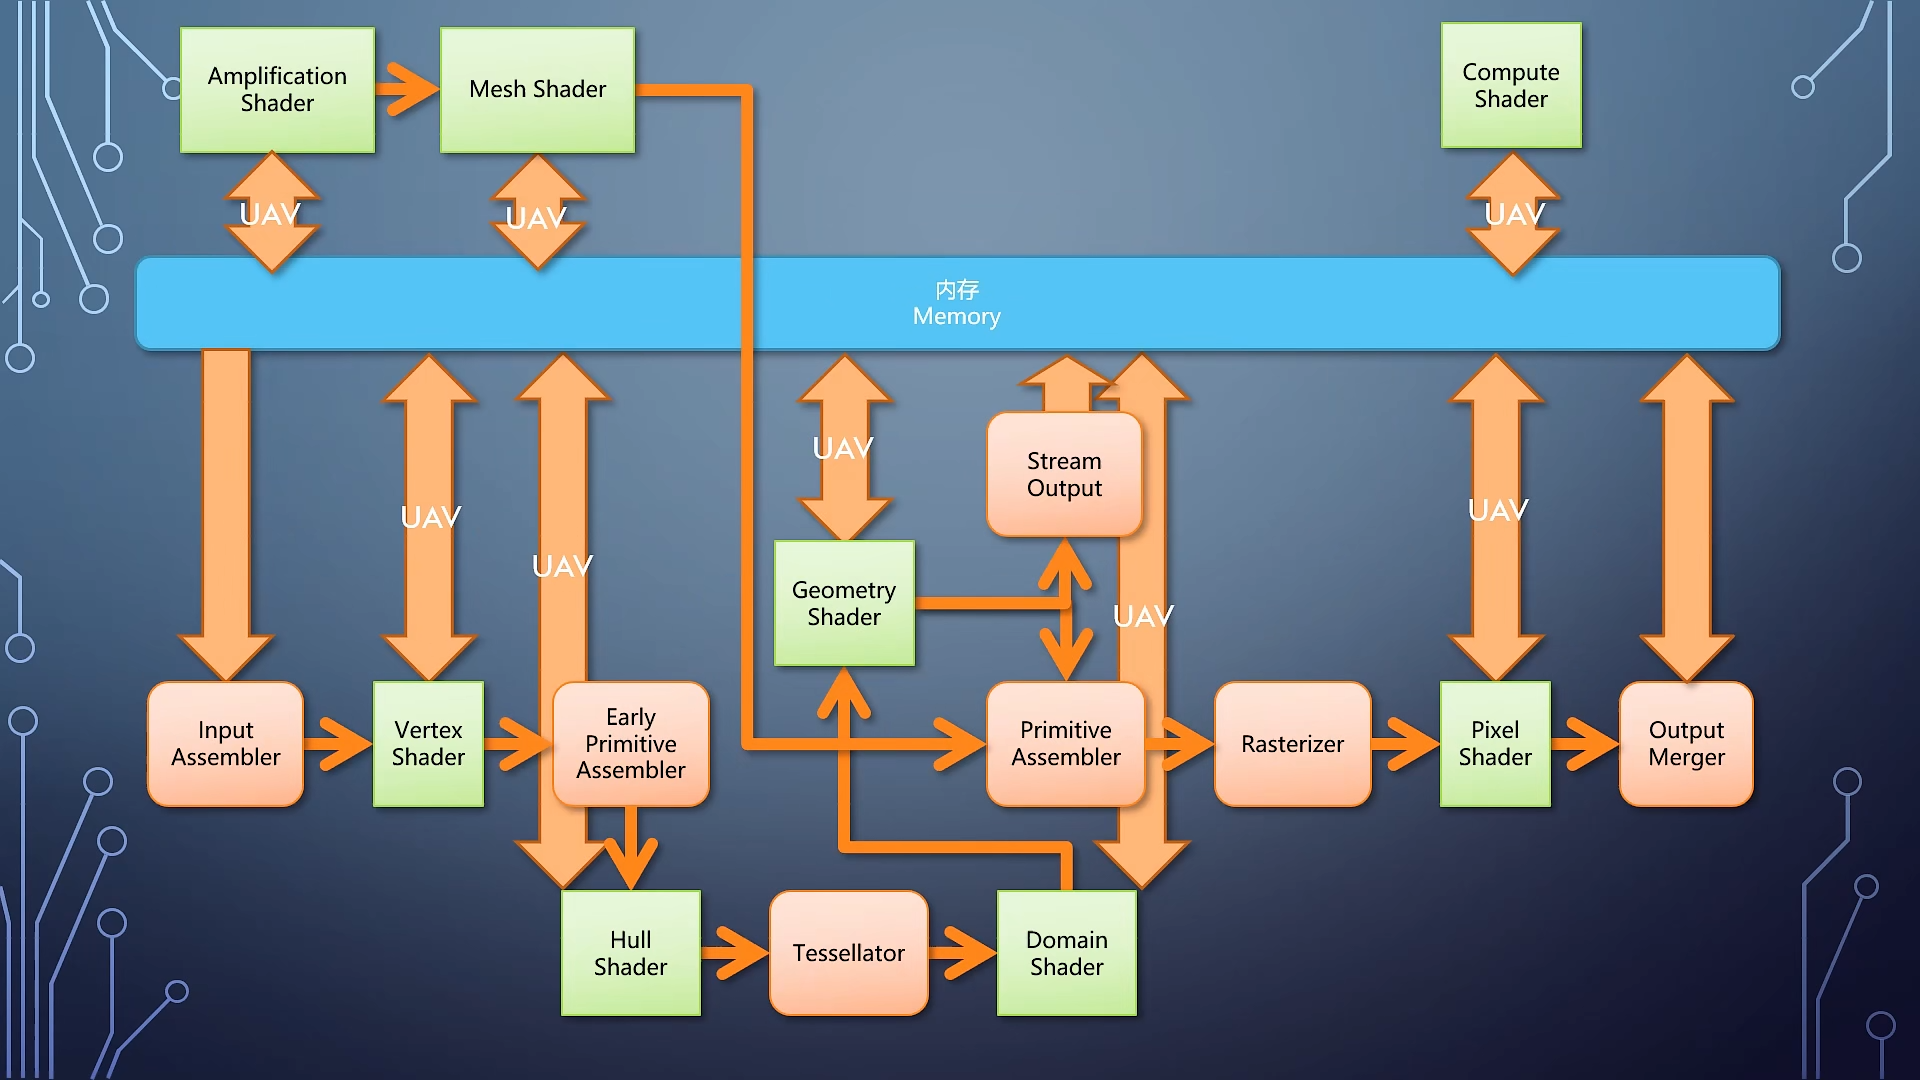 Amplification
Shader
Mesh Shader
Compute
Shader
UAV
UAV
UAV
内存
Memory
UAV
UAV
UAV
Stream
Output
UAV
UAV
Geometry
Shader
Input
Assembler
Vertex
Shader
Early
Primitive
Assembler
Primitive
Assembler
Rasterizer
Pixel
Shader
Output
Merger
Hull
Shader
Tessellator
Domain
Shader